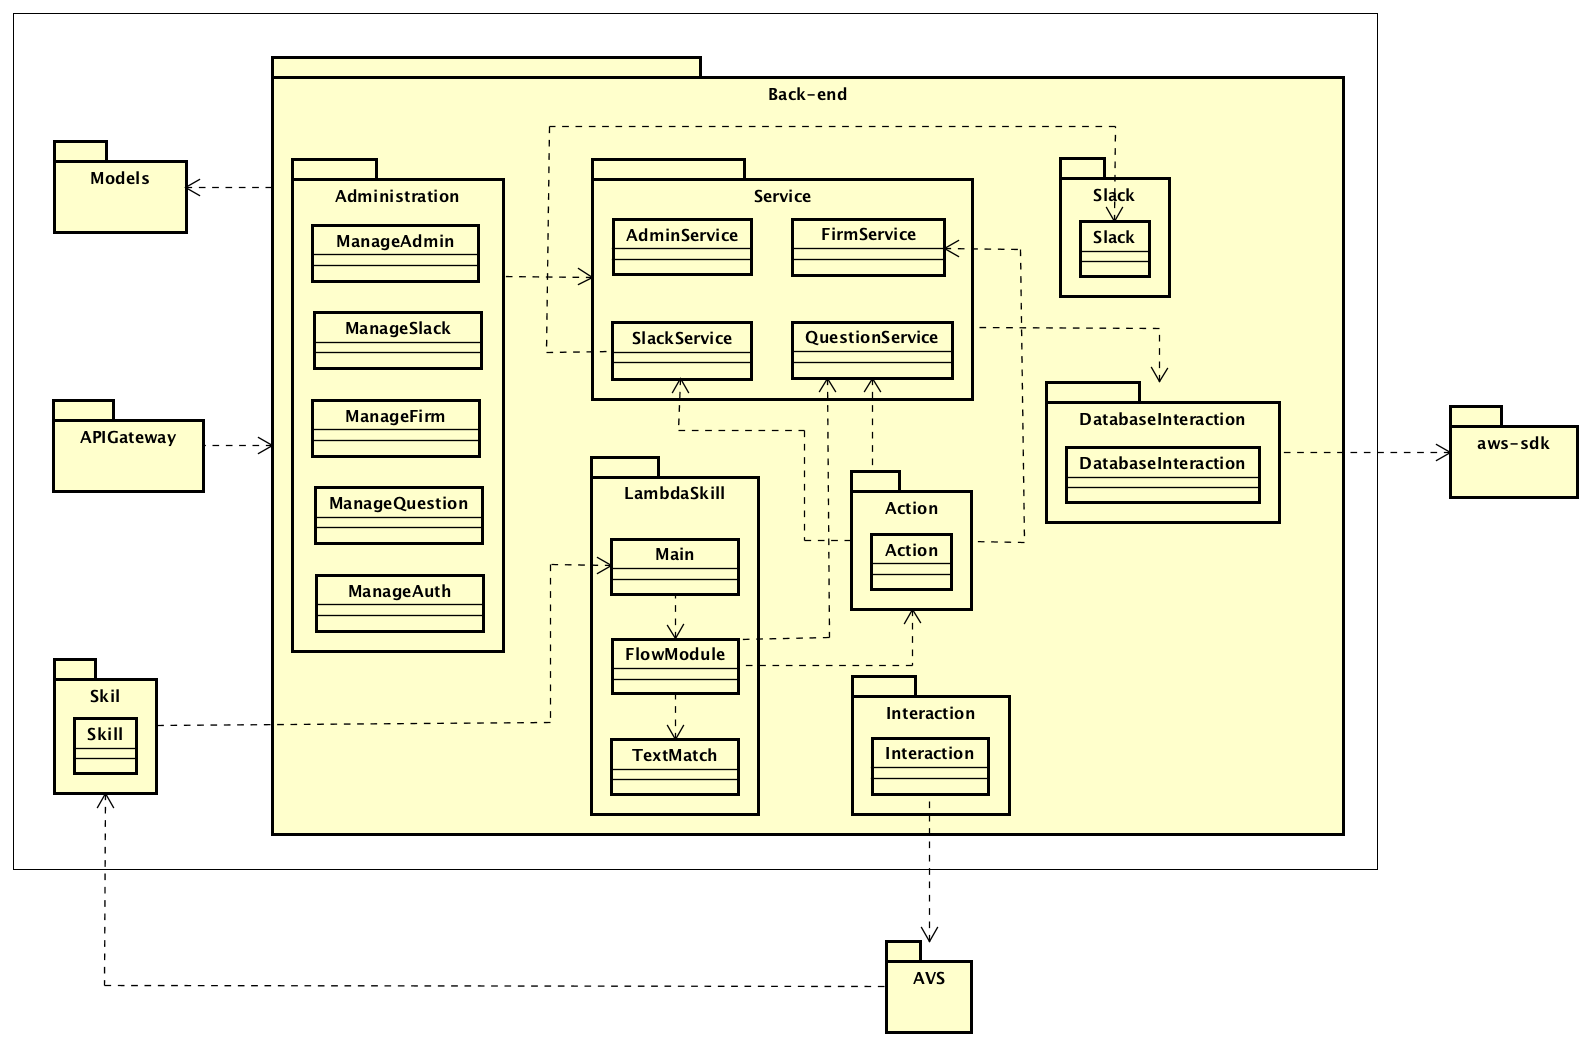 Back-end
Models
Administration
ManageAdmin
ManageSlack
ManageFirm
ManageQuestion
ManageAuth
Service
AdminService
FirmService
SlackService
QuestionService
Slack
Slack
APIGateway
DatabaseInteraction
DatabaseInteraction
aws-sdk
LambdaSkill
Main
FlowModule
TextMatch
Action
Action
Skil
Skill
Interaction
Interaction
AVS